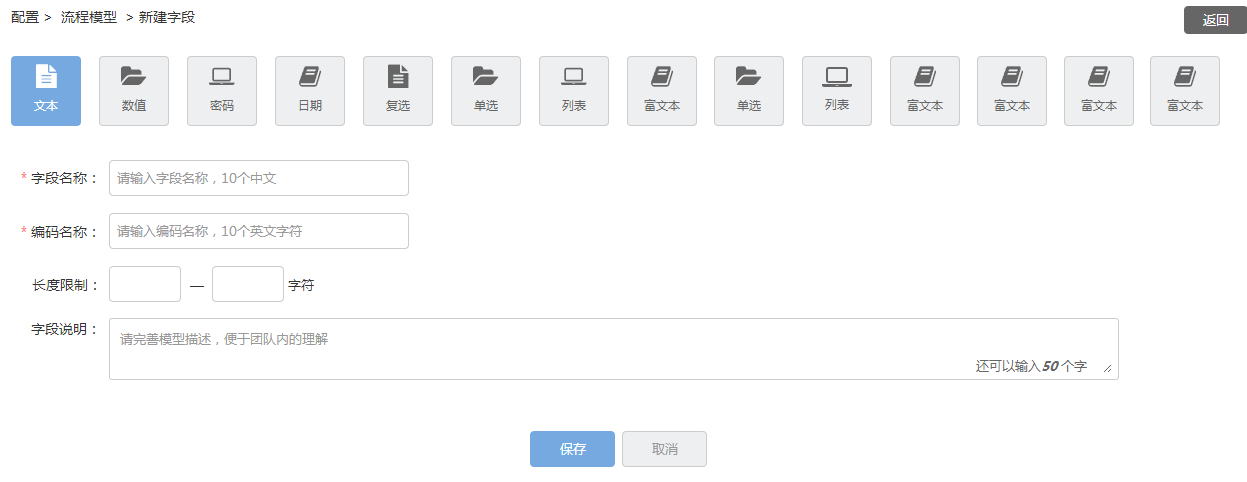 配置 > 流程模型 > 新建字段
返回
文本 数值 密码 日期 复选 单选 列表 富文本 单选 列表 富文本 富文本 富文本 富文本
* 字段名称： 请输入字段名称，10个中文
* 编码名称： 请输入编码名称，10个英文字符
长度限制： — 字符
字段说明： 请完善模型描述，便于团队内的理解
还可以输入50 个字
保存 取消